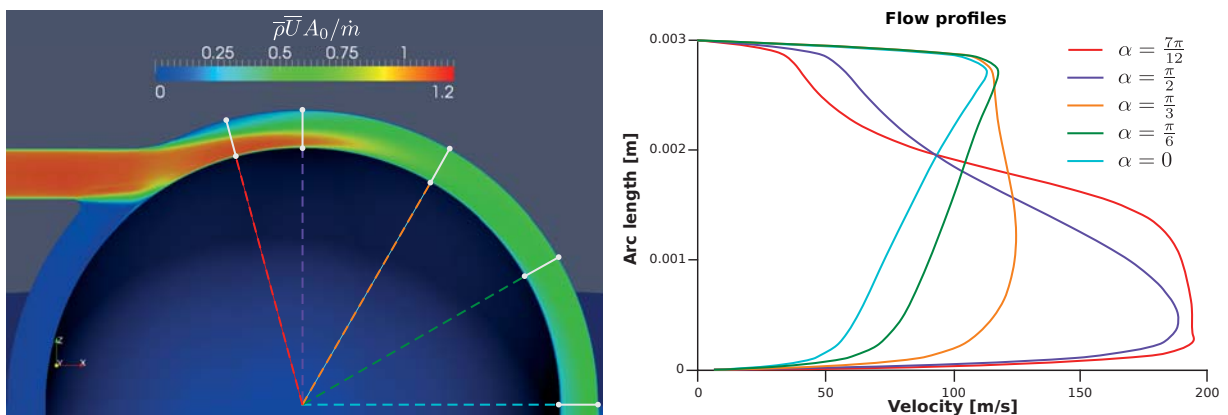 ρ̅U̅A₀/ṁ
0.25 0.5 0.75 1
0 1.2
Z
X
Flow profiles
α = 7π/12
α = π/2
α = π/3
α = π/6
α = 0
0.003
0.002
0.001
0
Arc length [m]
0 50 100 150 200
Velocity [m/s]